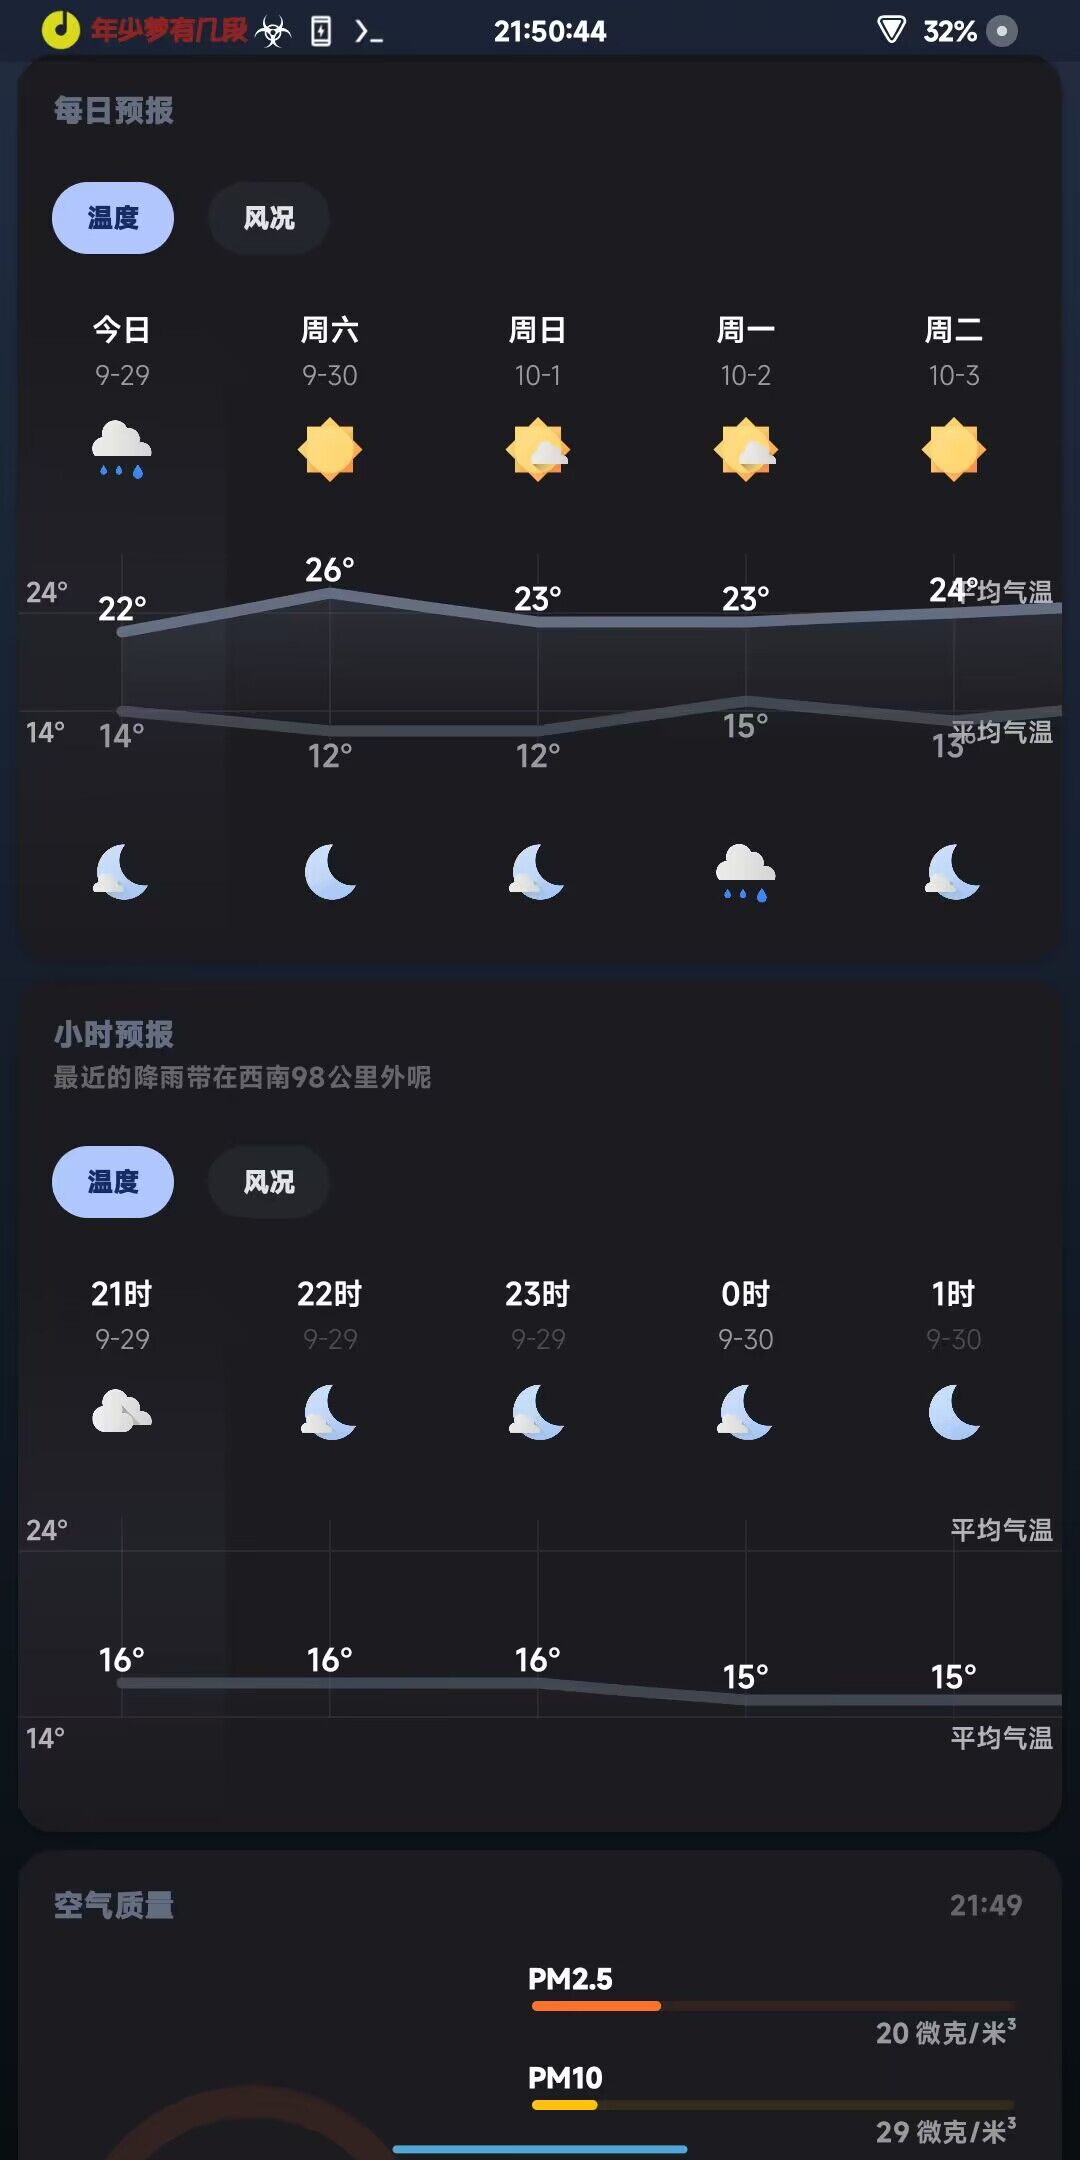 年少梦有几段 21:50:44 32%
每日预报
温度 风况
今日 周六 周日 周一 周二
9-29 9-30 10-1 10-2 10-3
24° 22° 26° 23° 23° 24° 平均气温
14° 14° 12° 12° 15° 13° 平均气温
小时预报
最近的降雨带在西南98公里外呢
温度 风况
21时 22时 23时 0时 1时
9-29 9-29 9-29 9-30 9-30
24° 平均气温
16° 16° 16° 15° 15°
14° 平均气温
空气质量 21:49
PM2.5
20 微克/米³
PM10
29 微克/米³